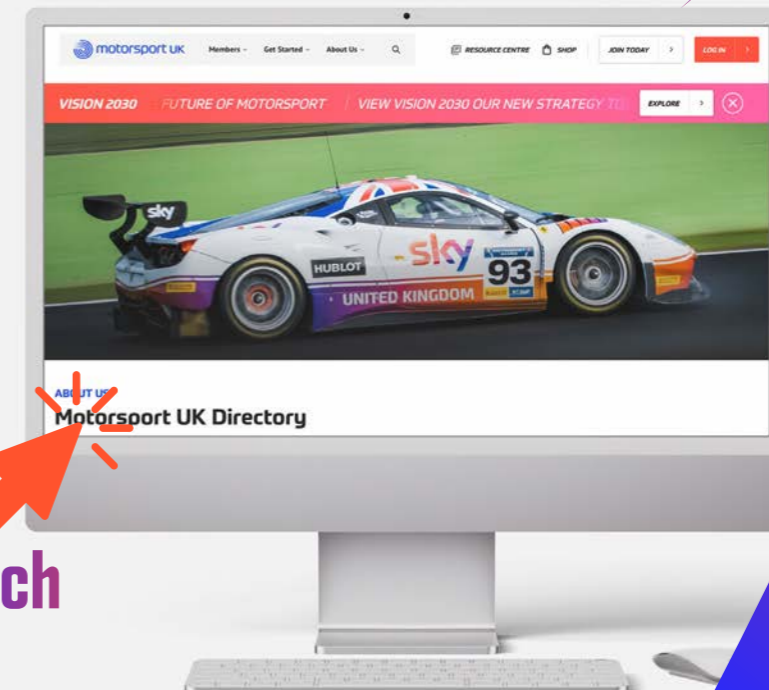 motorsport UK Members Get Started About Us RESOURCE CENTRE SHOP JOIN TODAY LOG IN
VISION 2030 FUTURE OF MOTORSPORT VIEW VISION 2030 OUR NEW STRATEGY EXPLORE
sky
HUBLOT
sky
93
UNITED KINGDOM
ABOUT US
Motorsport UK Directory
ch